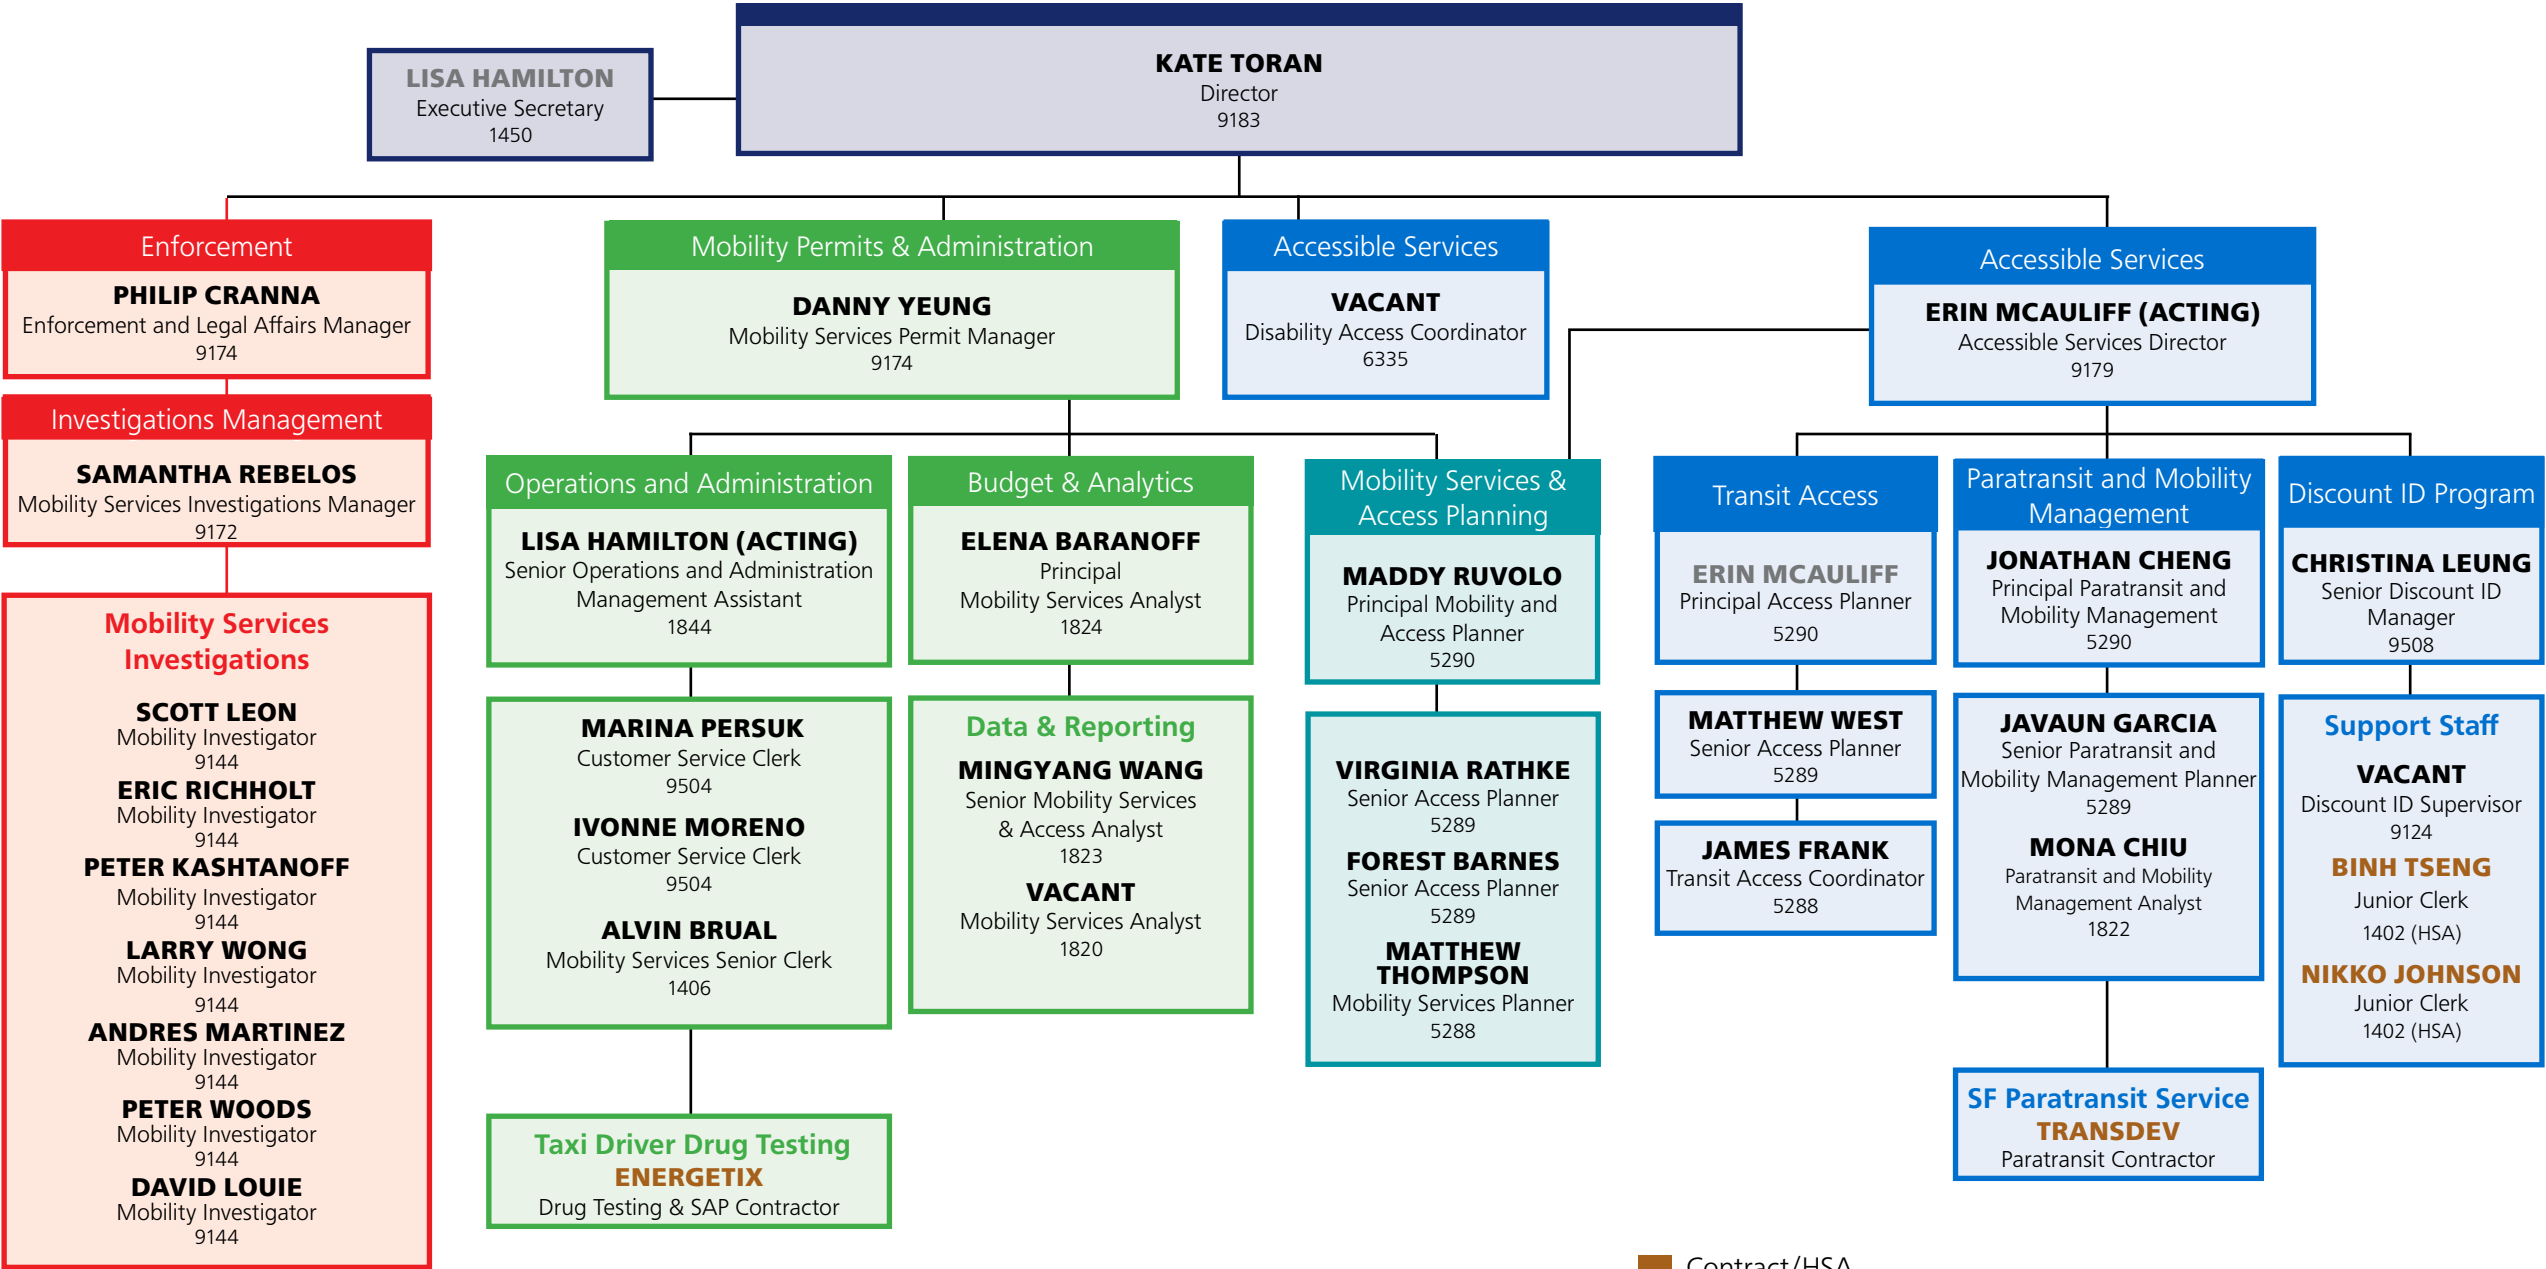 LISA HAMILTON
Executive Secretary
1450
KATE TORAN
Director
9183
Enforcement
PHILIP CRANNA
Enforcement and Legal Affairs Manager
9174
Investigations Management
SAMANTHA REBELOS
Mobility Services Investigations Manager
9172
Mobility Services
Investigations
SCOTT LEON
Mobility Investigator
9144
ERIC RICHHOLT
Mobility Investigator
9144
PETER KASHTANOFF
Mobility Investigator
9144
LARRY WONG
Mobility Investigator
9144
ANDRES MARTINEZ
Mobility Investigator
9144
PETER WOODS
Mobility Investigator
9144
DAVID LOUIE
Mobility Investigator
9144
Mobility Permits & Administration
DANNY YEUNG
Mobility Services Permit Manager
9174
Operations and Administration
LISA HAMILTON (ACTING)
Senior Operations and Administration
Management Assistant
1844
MARINA PERSUK
Customer Service Clerk
9504
IVONNE MORENO
Customer Service Clerk
9504
ALVIN BRUAL
Mobility Services Senior Clerk
1406
Taxi Driver Drug Testing
ENERGETIX
Drug Testing & SAP Contractor
Budget & Analytics
ELENA BARANOFF
Principal
Mobility Services Analyst
1824
Data & Reporting
MINGYANG WANG
Senior Mobility Services
& Access Analyst
1823
VACANT
Mobility Services Analyst
1820
Mobility Services &
Access Planning
MADDY RUVOLO
Principal Mobility and
Access Planner
5290
VIRGINIA RATHKE
Senior Access Planner
5289
FOREST BARNES
Senior Access Planner
5289
MATTHEW
THOMPSON
Mobility Services Planner
5288
Accessible Services
VACANT
Disability Access Coordinator
6335
Accessible Services
ERIN MCAULIFF (ACTING)
Accessible Services Director
9179
Transit Access
ERIN MCAULIFF
Principal Access Planner
5290
MATTHEW WEST
Senior Access Planner
5289
JAMES FRANK
Transit Access Coordinator
5288
Paratransit and Mobility
Management
JONATHAN CHENG
Principal Paratransit and
Mobility Management
5290
JAVAUN GARCIA
Senior Paratransit and
Mobility Management Planner
5289
MONA CHIU
Paratransit and Mobility
Management Analyst
1822
SF Paratransit Service
TRANSDEV
Paratransit Contractor
Discount ID Program
CHRISTINA LEUNG
Senior Discount ID
Manager
9508
Support Staff
VACANT
Discount ID Supervisor
9124
BINH TSENG
Junior Clerk
1402 (HSA)
NIKKO JOHNSON
Junior Clerk
1402 (HSA)
Contract/HSA